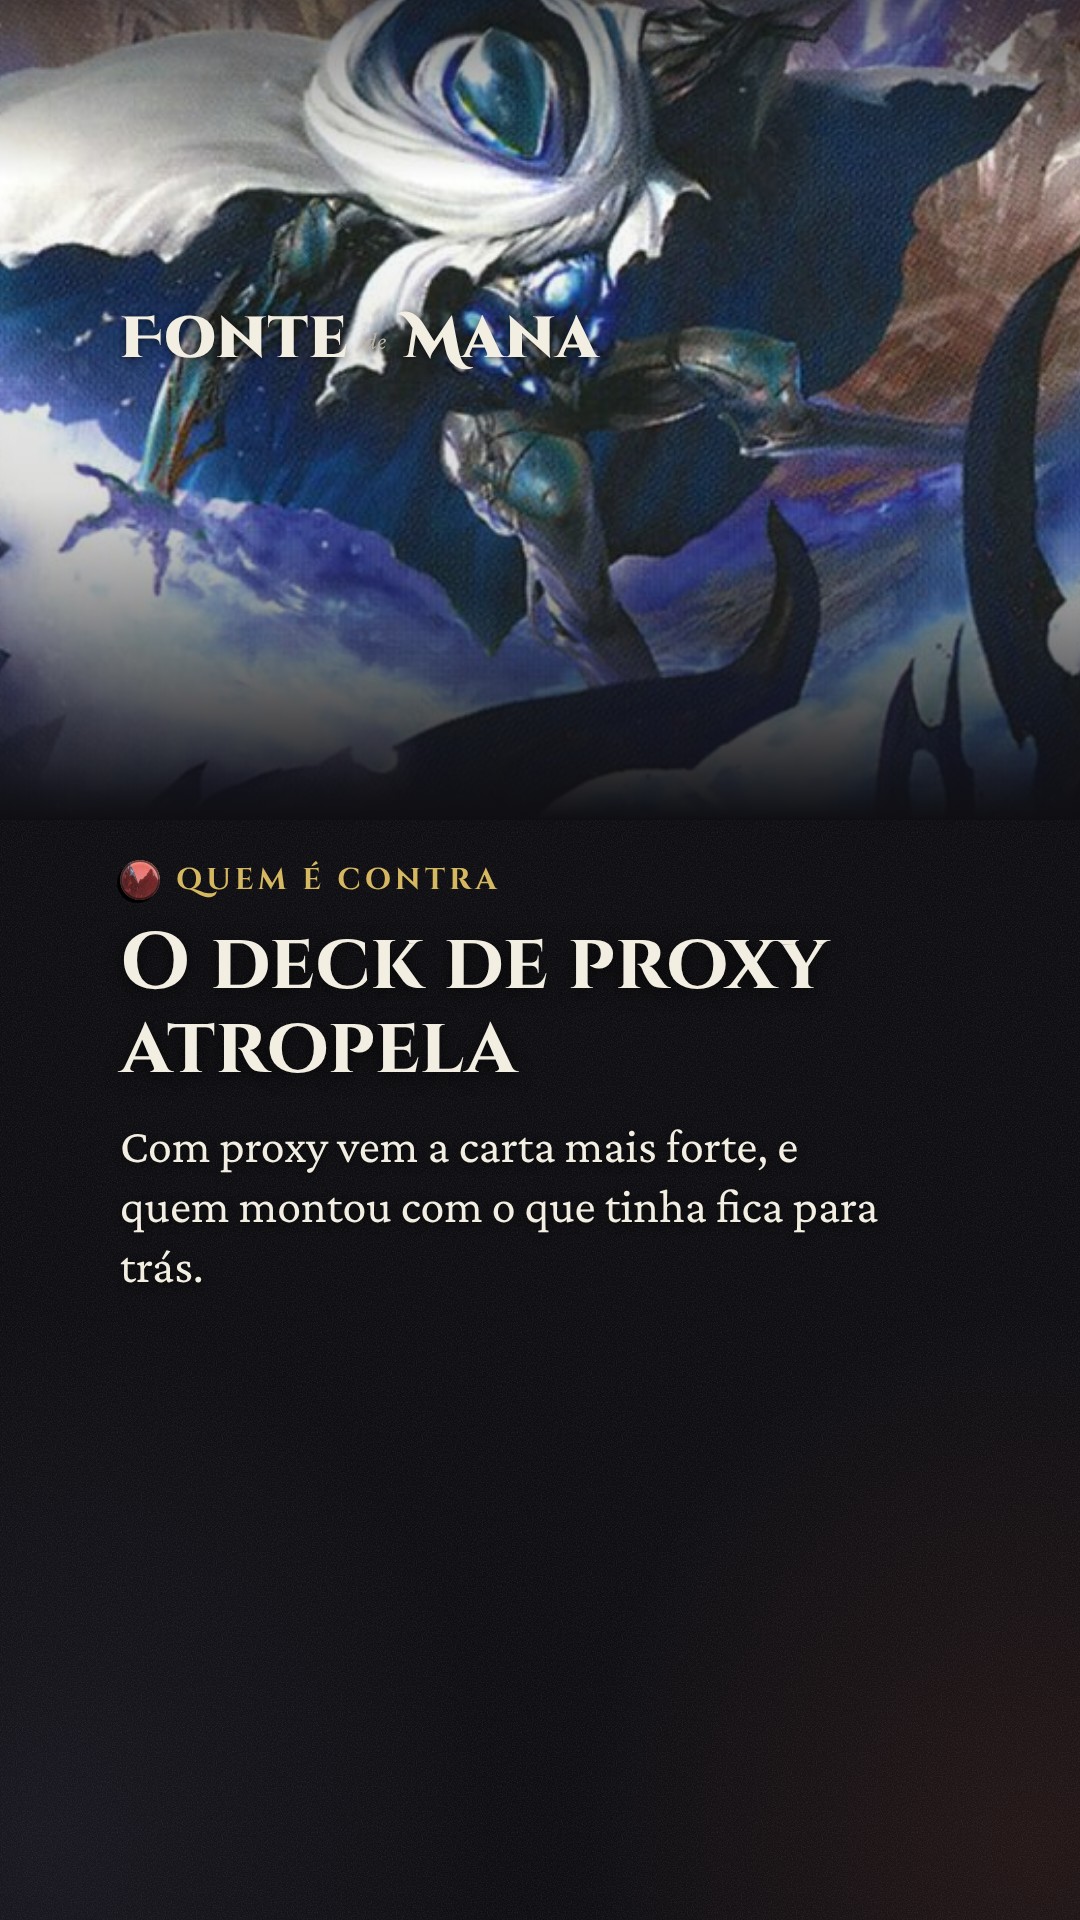 Fonte de Mana
QUEM É CONTRA
O DECK DE PROXY
ATROPELA
Com proxy vem a carta mais forte, e
quem montou com o que tinha fica para
trás.